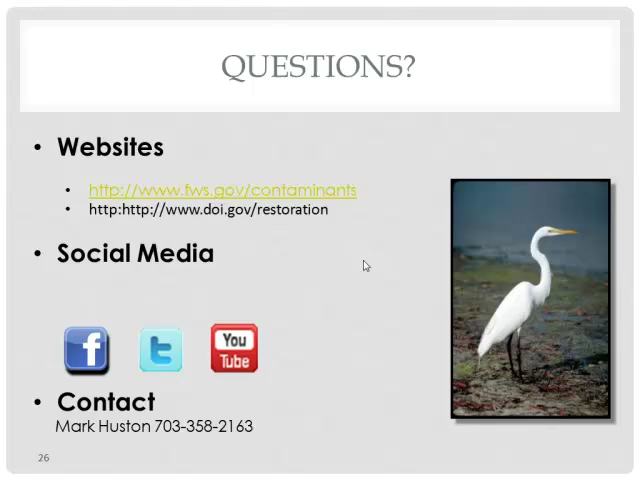 QUESTIONS?
• Websites
• http://www.fws.gov/contaminants
• http:http://www.doi.gov/restoration
• Social Media
f
t
You
Tube
• Contact
Mark Huston 703-358-2163
26